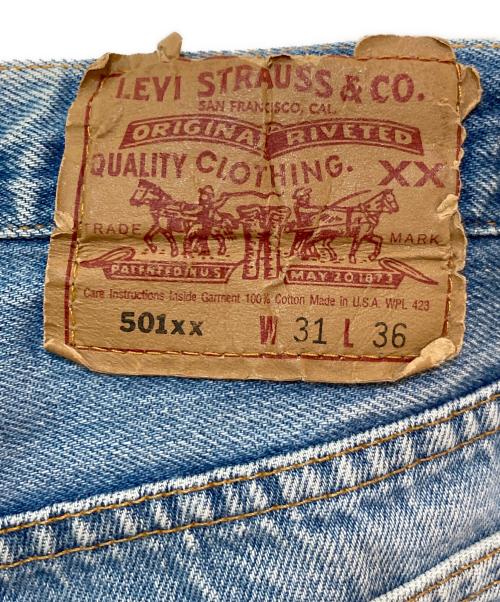 LEVI STRAUSS & CO.
SAN FRANCISCO, CAL.
ORIGINAL RIVETED
QUALITY CLOTHING. XX
TRADE MARK
PATENTED IN U.S. MAY 20 1873
Care Instructions Inside Garment 100% Cotton Made in U.S.A. WPL 423
501xx W 31 L 36